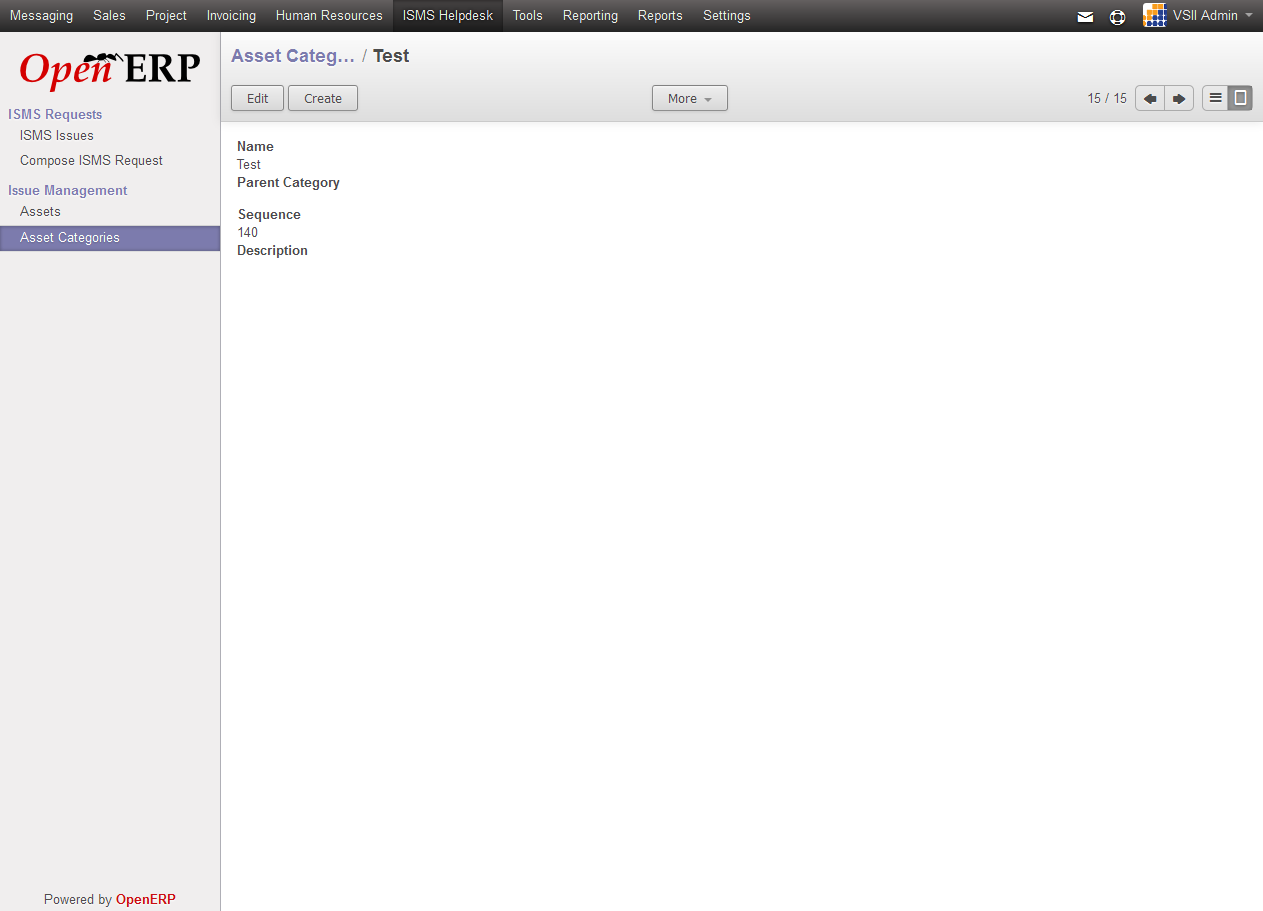 Messaging Sales Project Invoicing Human Resources ISMS Helpdesk Tools Reporting Reports Settings VSII Admin
Open ERP
Asset Categ... / Test
Edit Create More 15 / 15
ISMS Requests
ISMS Issues
Compose ISMS Request
Issue Management
Assets
Asset Categories
Name
Test
Parent Category
Sequence
140
Description
Powered by OpenERP